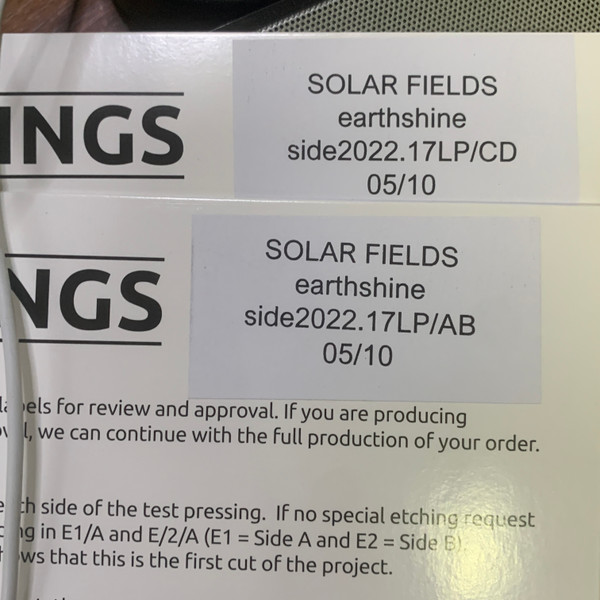 INGS
SOLAR FIELDS
earthshine
side2022.17LP/CD
05/10
NGS
SOLAR FIELDS
earthshine
side2022.17LP/AB
05/10
els for review and approval. If you are producing
we can continue with the full production of your order.
side of the test pressing. If no special etching request
in E1/A and E/2/A (E1 = Side A and E2 = Side B).
ws that this is the first cut of the project.